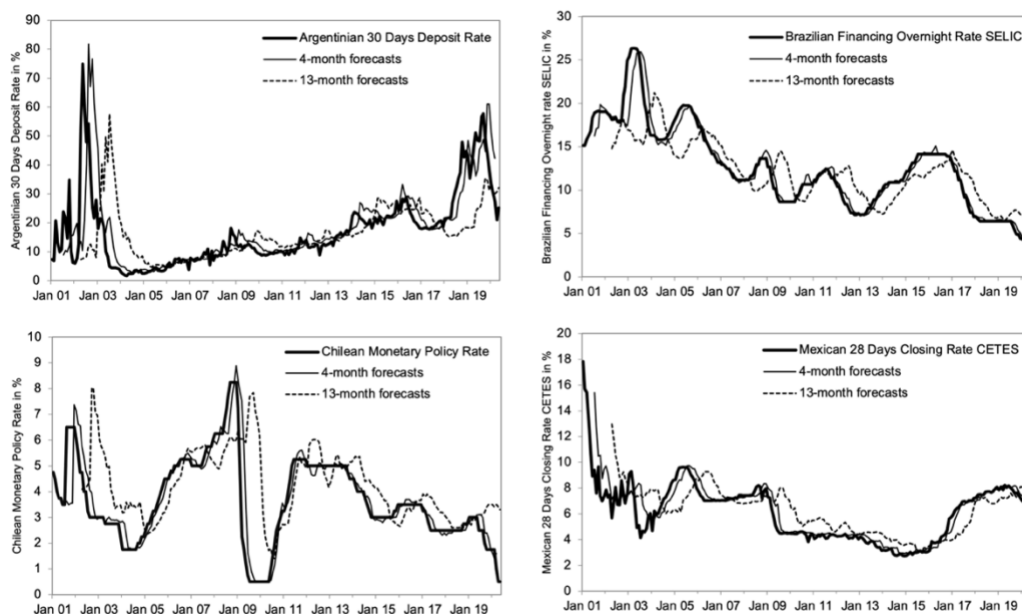 Argentinian 30 Days Deposit Rate in %
90
80
70
60
50
40
30
20
10
0
Argentinian 30 Days Deposit Rate
4-month forecasts
13-month forecasts
Jan 01 Jan 03 Jan 05 Jan 07 Jan 09 Jan 11 Jan 13 Jan 15 Jan 17 Jan 19
Brazilian Financing Overnight rate SELIC in %
30
25
20
15
10
5
0
Brazilian Financing Overnight Rate SELIC
4-month forecasts
13-month forecasts
Jan 01 Jan 03 Jan 05 Jan 07 Jan 09 Jan 11 Jan 13 Jan 15 Jan 17 Jan 19
Chilean Monetary Policy Rate in %
10
9
8
7
6
5
4
3
2
1
0
Chilean Monetary Policy Rate
4-month forecasts
13-month forecasts
Jan 01 Jan 03 Jan 05 Jan 07 Jan 09 Jan 11 Jan 13 Jan 15 Jan 17 Jan 19
Mexican 28 Days Closing Rate CETES in %
20
18
16
14
12
10
8
6
4
2
0
Mexican 28 Days Closing Rate CETES
4-month forecasts
13-month forecasts
Jan 01 Jan 03 Jan 05 Jan 07 Jan 09 Jan 11 Jan 13 Jan 15 Jan 17 Jan 19